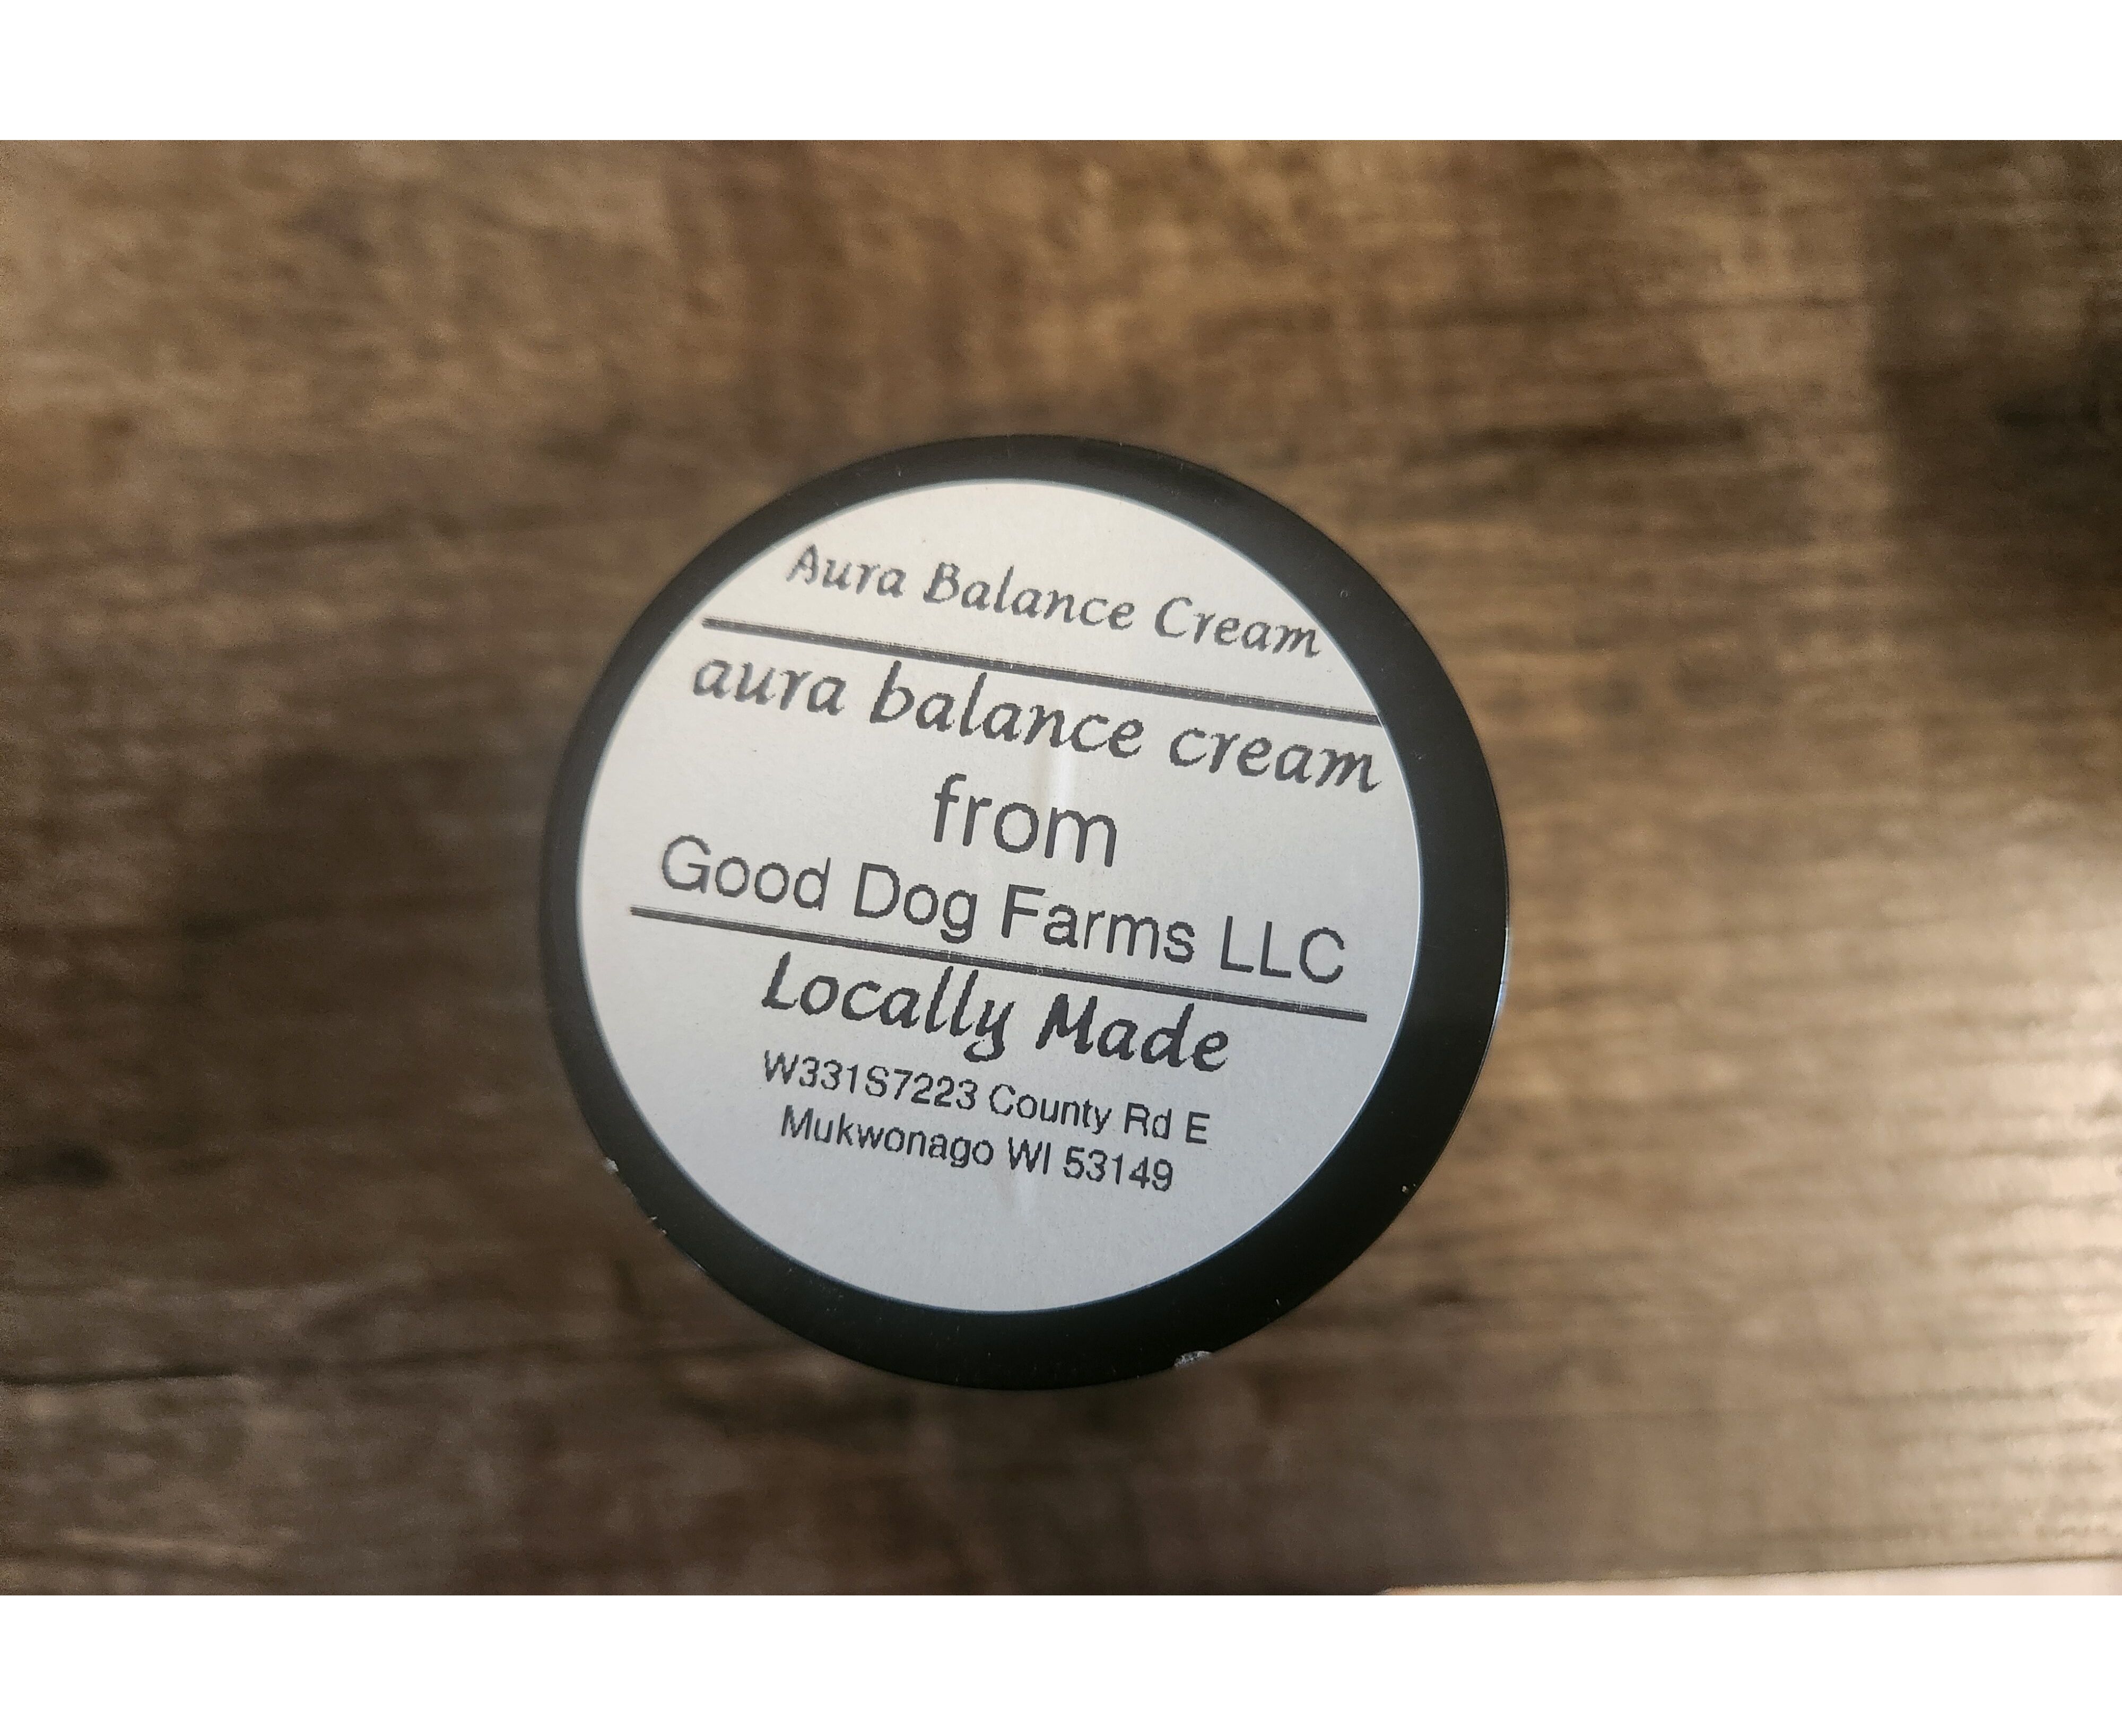 Aura Balance Cream
aura balance cream
from
Good Dog Farms LLC
Locally Made
W331S7223 County Rd E
Mukwonago WI 53149